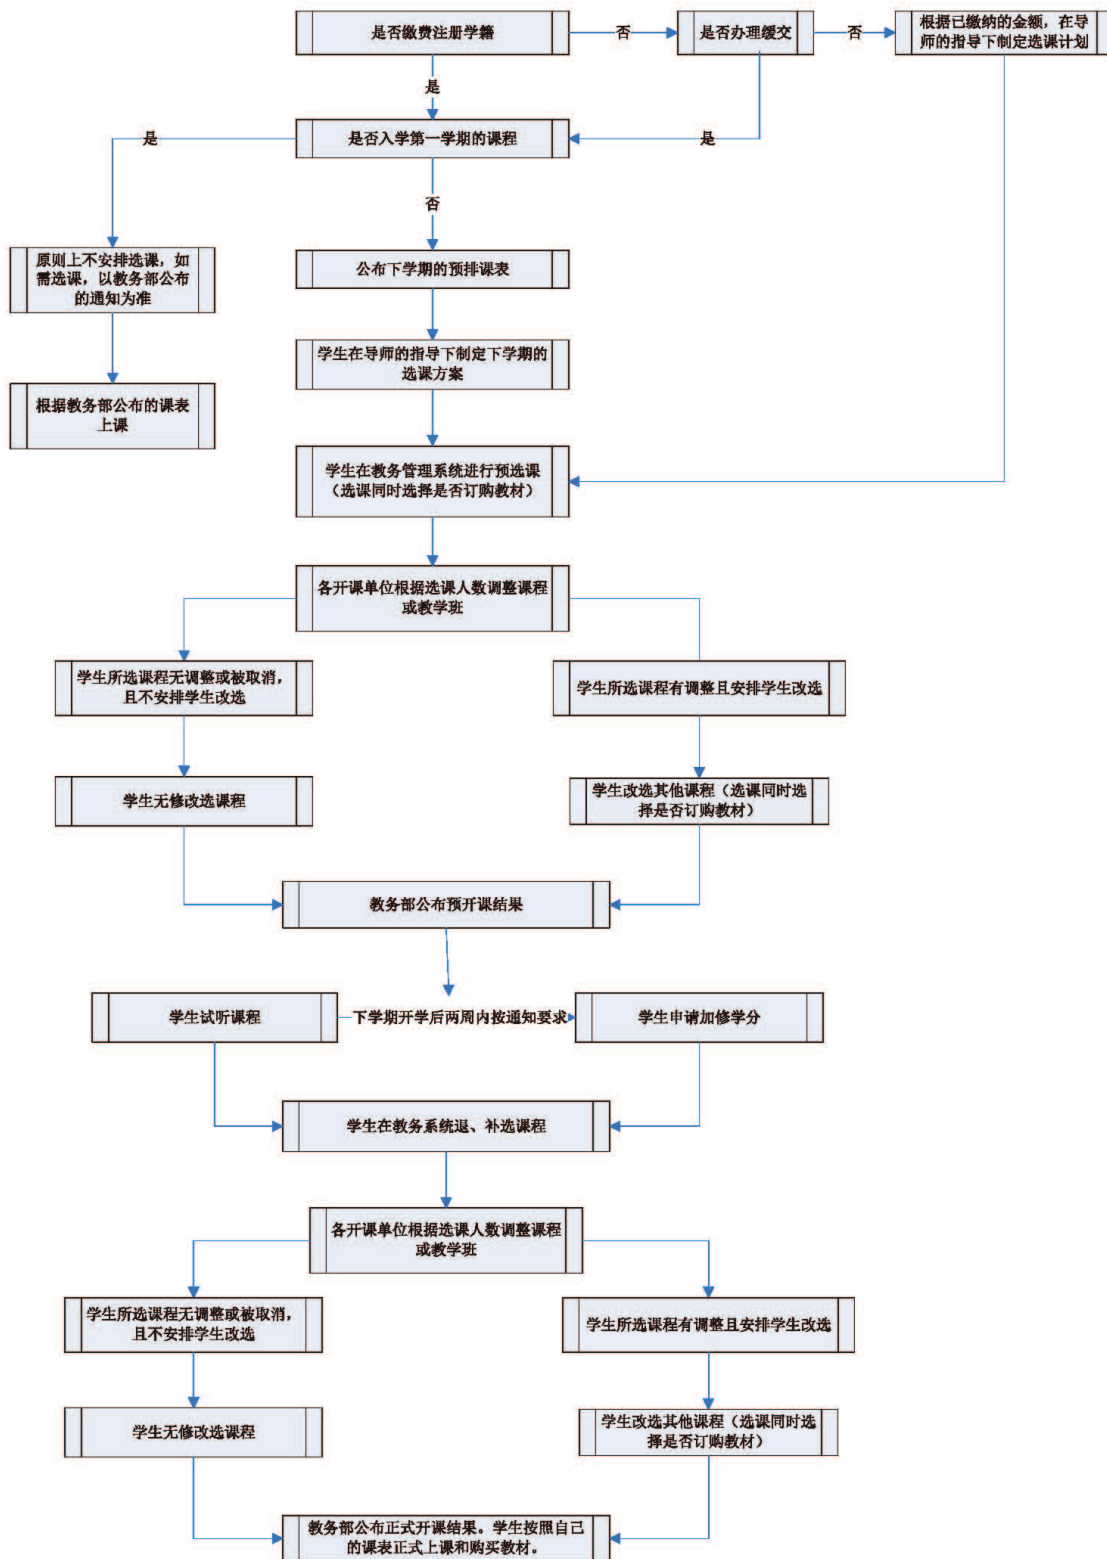 是否缴费注册学籍
否
是否办理缓交
否
根据已缴纳的金额，在导
师的指导下制定选课计划
是
是
是否入学第一学期的课程
是
否
原则上不安排选课，如
需选课，以教务部公布
的通知为准
公布下学期的预排课表
学生在导师的指导下制定下学期的
选课方案
根据教务部公布的课表
上课
学生在教务管理系统进行预选课
（选课同时选择是否订购教材）
各开课单位根据选课人数调整课程
或教学班
学生所选课程无调整或被取消，
且不安排学生改选
学生所选课程有调整且安排学生改选
学生无修改选课程
学生改选其他课程（选课同时选
择是否订购教材）
教务部公布预开课结果
学生试听课程
下学期开学后两周内按通知要求
学生申请加修学分
学生在教务系统退、补选课程
各开课单位根据选课人数调整课程
或教学班
学生所选课程无调整或被取消，
且不安排学生改选
学生所选课程有调整且安排学生改选
学生无修改选课程
学生改选其他课程（选课同时选
择是否订购教材）
教务部公布正式开课结果。学生按照自己
的课表正式上课和购买教材。